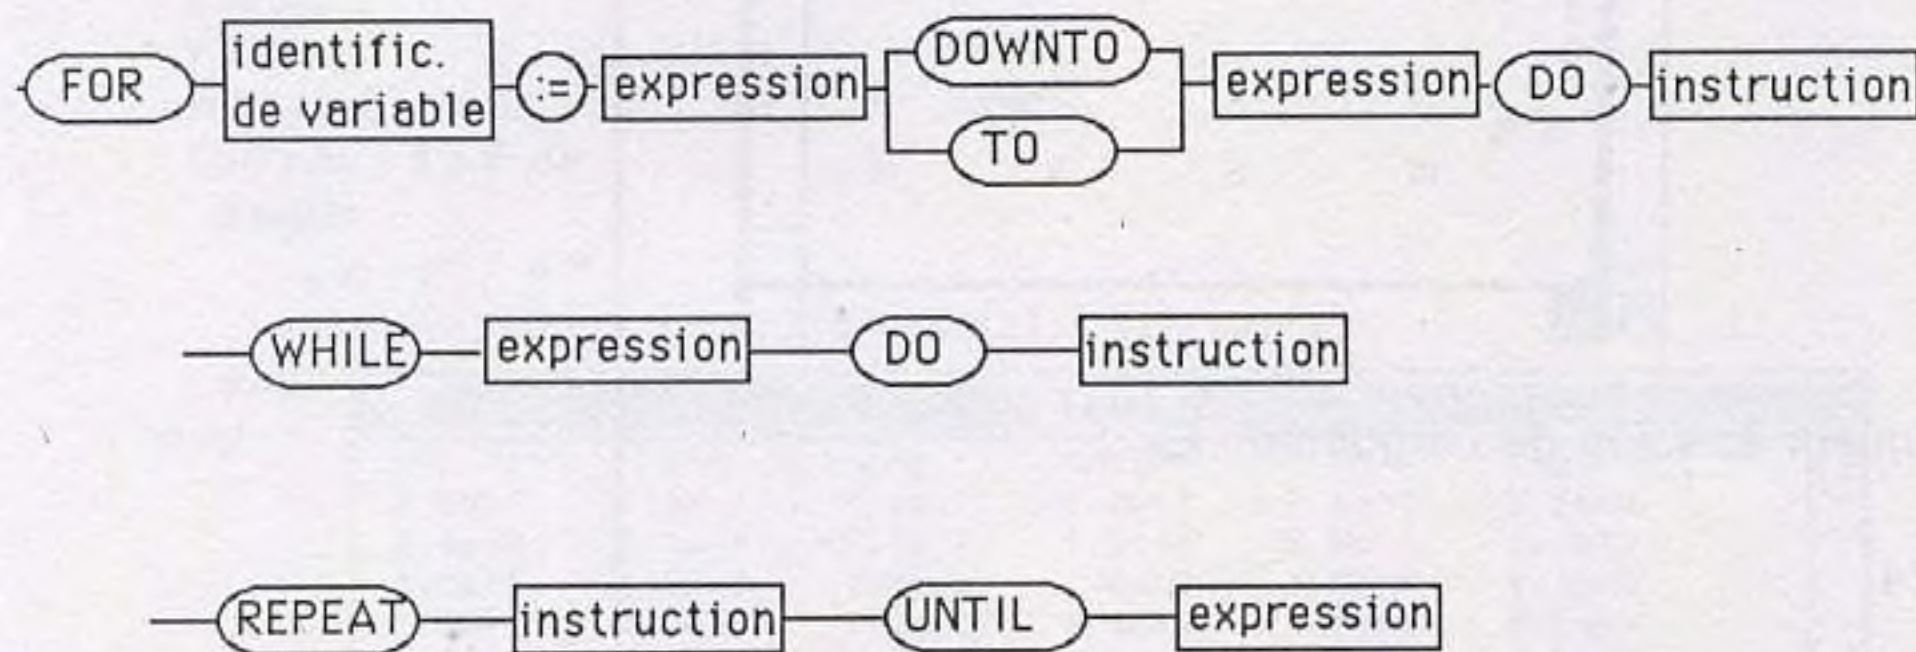 FOR identific. de variable := expression DOWNTO TO expression DO instruction
WHILE expression DO instruction
REPEAT instruction UNTIL expression